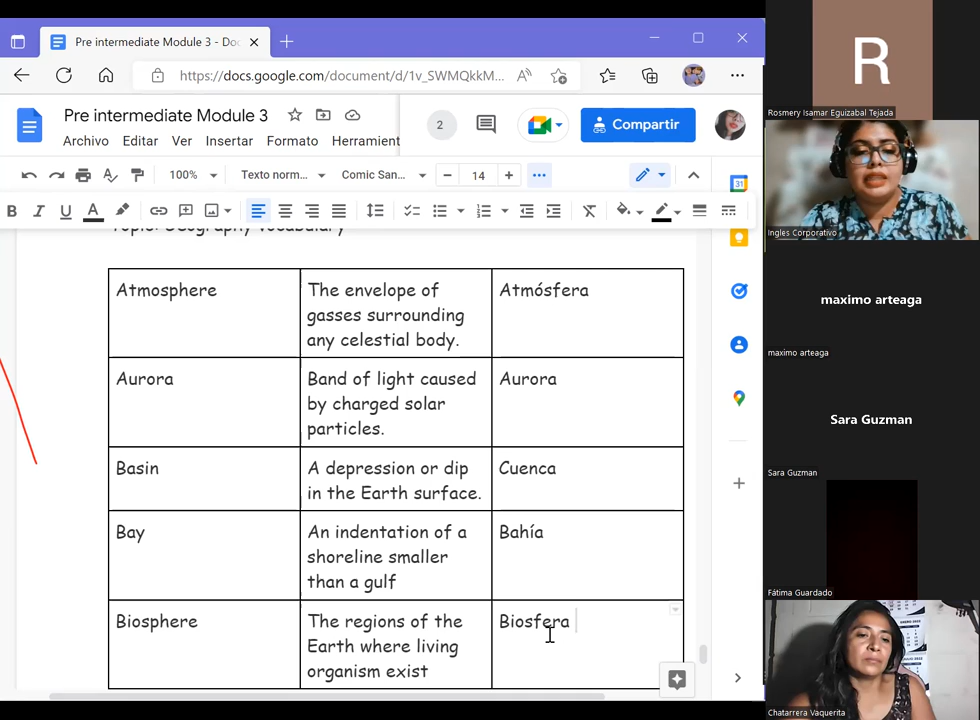 Pre intermediate Module 3 - Doc
https://docs.google.com/document/d/1v_SWMQkkM...
Pre intermediate Module 3
Archivo Editar Ver Insertar Formato Herramient
2
Compartir
100% Texto norm... Comic San... 14
Topic: Geography Vocabulary
Atmosphere
The envelope of
gasses surrounding
any celestial body.
Atmósfera
Aurora
Band of light caused
by charged solar
particles.
Aurora
Basin
A depression or dip
in the Earth surface.
Cuenca
Bay
An indentation of a
shoreline smaller
than a gulf
Bahía
Biosphere
The regions of the
Earth where living
organism exist
Biosfera
R
Rosmery Isamar Eguizabal Tejada
Ingles Corporativo
maximo arteaga
maximo arteaga
Sara Guzman
Sara Guzman
Fátima Guardado
Chatarrera Vaquerita